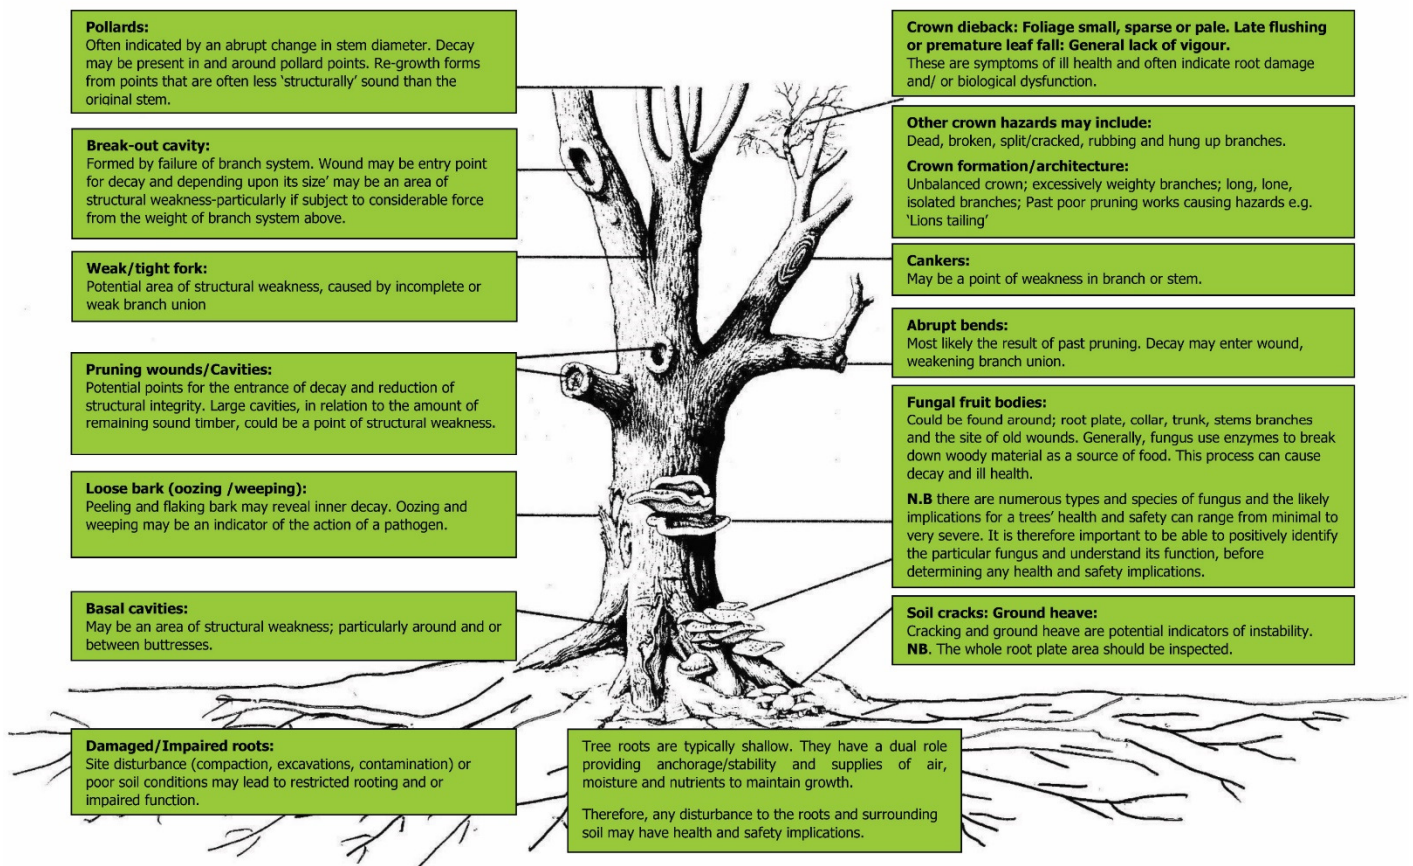 Pollards:
Often indicated by an abrupt change in stem diameter. Decay
may be present in and around pollard points. Re-growth forms
from points that are often less ‘structurally’ sound than the
original stem.
Break-out cavity:
Formed by failure of branch system. Wound may be entry point
for decay and depending upon its size’ may be an area of
structural weakness-particularly if subject to considerable force
from the weight of branch system above.
Weak/tight fork:
Potential area of structural weakness, caused by incomplete or
weak branch union
Pruning wounds/Cavities:
Potential points for the entrance of decay and reduction of
structural integrity. Large cavities, in relation to the amount of
remaining sound timber, could be a point of structural weakness.
Loose bark (oozing /weeping):
Peeling and flaking bark may reveal inner decay. Oozing and
weeping may be an indicator of the action of a pathogen.
Basal cavities:
May be an area of structural weakness; particularly around and or
between buttresses.
Damaged/Impaired roots:
Site disturbance (compaction, excavations, contamination) or
poor soil conditions may lead to restricted rooting and or
impaired function.
Crown dieback: Foliage small, sparse or pale. Late flushing
or premature leaf fall: General lack of vigour.
These are symptoms of ill health and often indicate root damage
and/ or biological dysfunction.
Other crown hazards may include:
Dead, broken, split/cracked, rubbing and hung up branches.
Crown formation/architecture:
Unbalanced crown; excessively weighty branches; long, lone,
isolated branches; Past poor pruning works causing hazards e.g.
‘Lions tailing’
Cankers:
May be a point of weakness in branch or stem.
Abrupt bends:
Most likely the result of past pruning. Decay may enter wound,
weakening branch union.
Fungal fruit bodies:
Could be found around; root plate, collar, trunk, stems branches
and the site of old wounds. Generally, fungus use enzymes to break
down woody material as a source of food. This process can cause
decay and ill health.
N.B there are numerous types and species of fungus and the likely
implications for a trees’ health and safety can range from minimal to
very severe. It is therefore important to be able to positively identify
the particular fungus and understand its function, before
determining any health and safety implications.
Soil cracks: Ground heave:
Cracking and ground heave are potential indicators of instability.
NB. The whole root plate area should be inspected.
Tree roots are typically shallow. They have a dual role
providing anchorage/stability and supplies of air,
moisture and nutrients to maintain growth.
Therefore, any disturbance to the roots and surrounding
soil may have health and safety implications.